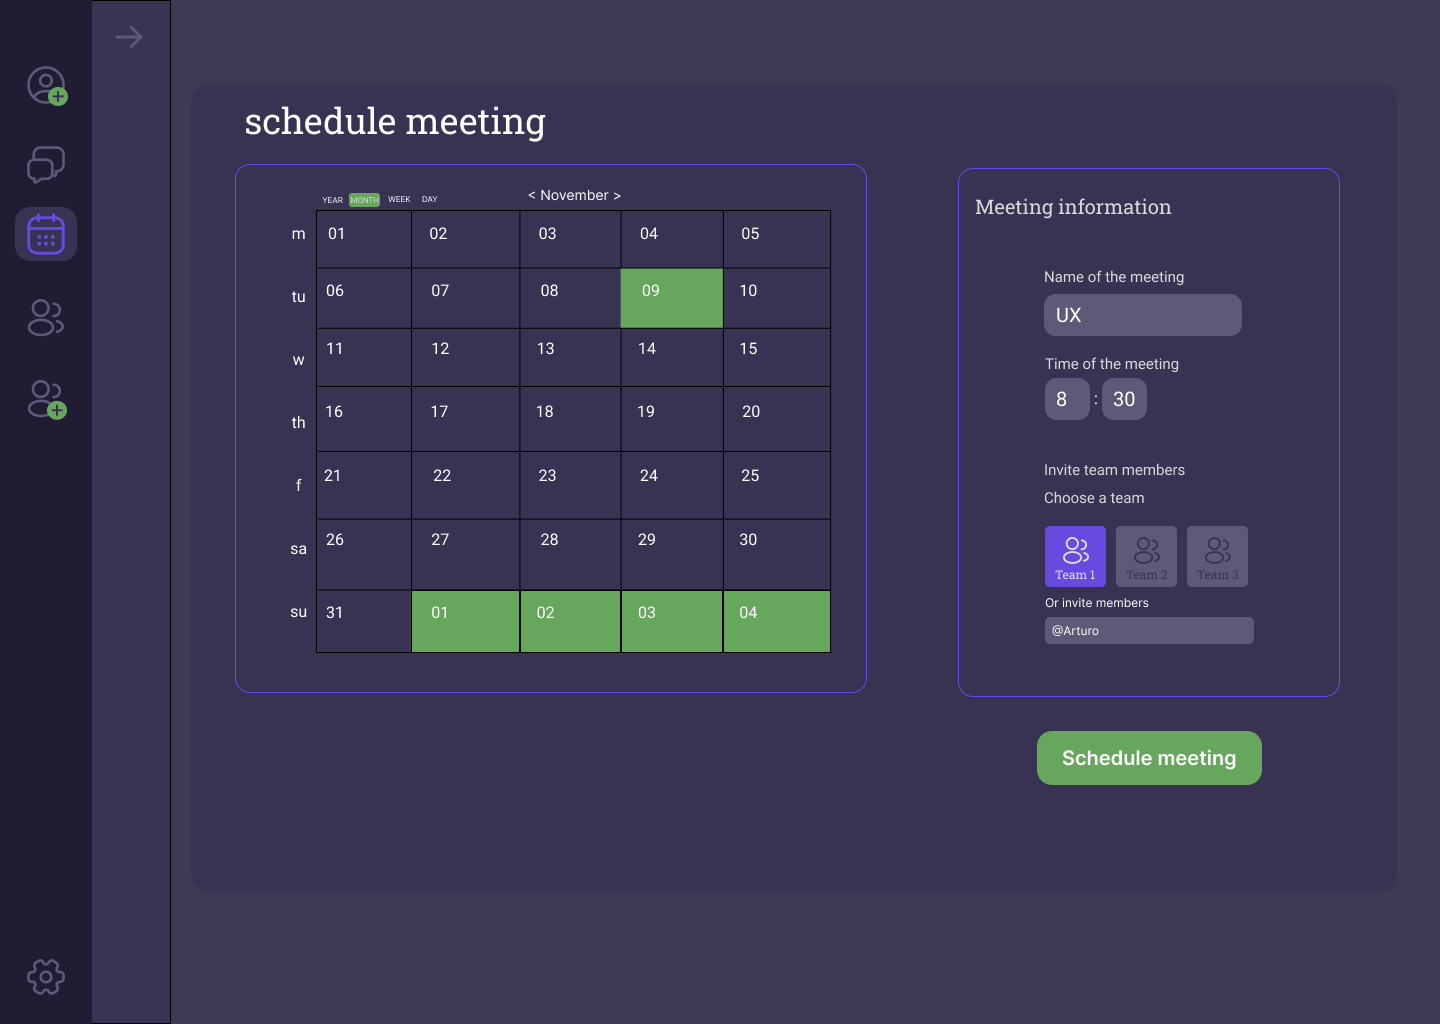 schedule meeting
YEAR MONTH WEEK DAY
< November >
m 01 02 03 04 05
tu 06 07 08 09 10
w 11 12 13 14 15
th 16 17 18 19 20
f 21 22 23 24 25
sa 26 27 28 29 30
su 31 01 02 03 04
Meeting information
Name of the meeting
UX
Time of the meeting
8 : 30
Invite team members
Choose a team
Team 1 Team 2 Team 3
Or invite members
@Arturo
Schedule meeting